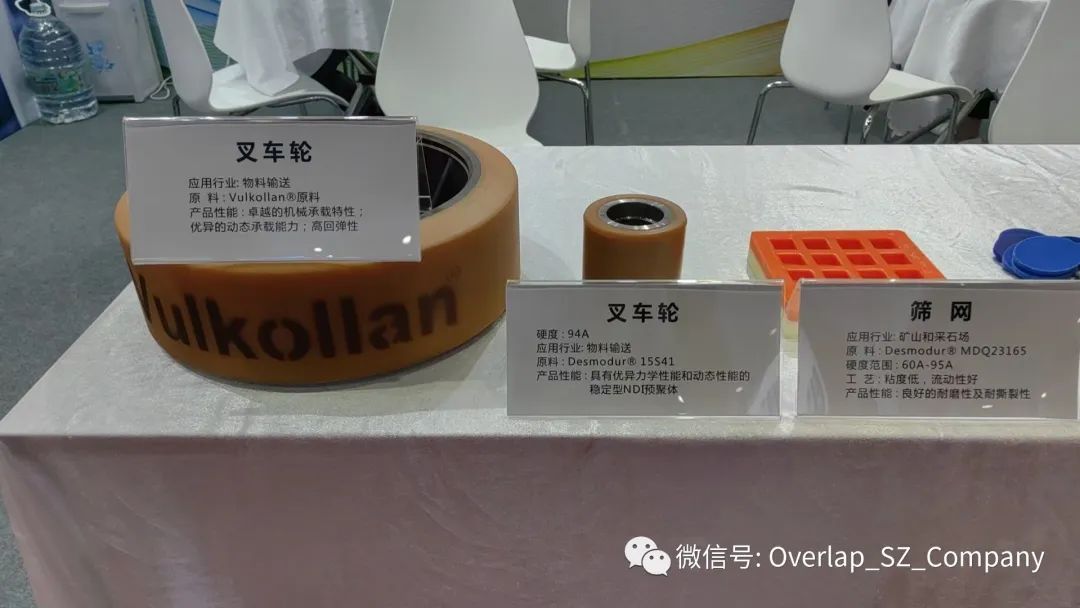 叉车轮
应用行业: 物料输送
原 料 : Vulkollan®原料
产品性能 : 卓越的机械承载特性；
优异的动态承载能力；高回弹性
Vulkollan
叉车轮
硬度 : 94A
应用行业: 物料输送
原料 : Desmodur® 15S41
产品性能 : 具有优异力学性能和动态性能的
稳定型NDI预聚体
筛 网
应用行业: 矿山和采石场
原 料 : Desmodur® MDQ23165
硬度范围 : 60A-95A
工 艺 : 粘度低，流动性好
产品性能 : 良好的耐磨性及耐撕裂性
微信号: Overlap_SZ_Company